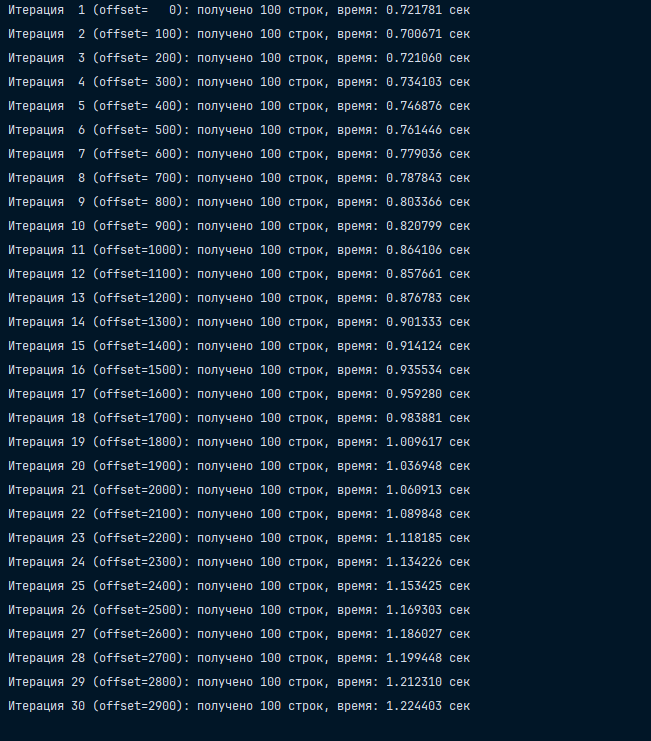 Итерация  1 (offset=   0): получено 100 строк, время: 0.721781 сек
Итерация  2 (offset= 100): получено 100 строк, время: 0.700671 сек
Итерация  3 (offset= 200): получено 100 строк, время: 0.721060 сек
Итерация  4 (offset= 300): получено 100 строк, время: 0.734103 сек
Итерация  5 (offset= 400): получено 100 строк, время: 0.746876 сек
Итерация  6 (offset= 500): получено 100 строк, время: 0.761446 сек
Итерация  7 (offset= 600): получено 100 строк, время: 0.779036 сек
Итерация  8 (offset= 700): получено 100 строк, время: 0.787843 сек
Итерация  9 (offset= 800): получено 100 строк, время: 0.803366 сек
Итерация 10 (offset= 900): получено 100 строк, время: 0.820799 сек
Итерация 11 (offset=1000): получено 100 строк, время: 0.864106 сек
Итерация 12 (offset=1100): получено 100 строк, время: 0.857661 сек
Итерация 13 (offset=1200): получено 100 строк, время: 0.876783 сек
Итерация 14 (offset=1300): получено 100 строк, время: 0.901333 сек
Итерация 15 (offset=1400): получено 100 строк, время: 0.914124 сек
Итерация 16 (offset=1500): получено 100 строк, время: 0.935534 сек
Итерация 17 (offset=1600): получено 100 строк, время: 0.959280 сек
Итерация 18 (offset=1700): получено 100 строк, время: 0.983881 сек
Итерация 19 (offset=1800): получено 100 строк, время: 1.009617 сек
Итерация 20 (offset=1900): получено 100 строк, время: 1.036948 сек
Итерация 21 (offset=2000): получено 100 строк, время: 1.060913 сек
Итерация 22 (offset=2100): получено 100 строк, время: 1.089848 сек
Итерация 23 (offset=2200): получено 100 строк, время: 1.118185 сек
Итерация 24 (offset=2300): получено 100 строк, время: 1.134226 сек
Итерация 25 (offset=2400): получено 100 строк, время: 1.153425 сек
Итерация 26 (offset=2500): получено 100 строк, время: 1.169303 сек
Итерация 27 (offset=2600): получено 100 строк, время: 1.186027 сек
Итерация 28 (offset=2700): получено 100 строк, время: 1.199448 сек
Итерация 29 (offset=2800): получено 100 строк, время: 1.212310 сек
Итерация 30 (offset=2900): получено 100 строк, время: 1.224403 сек